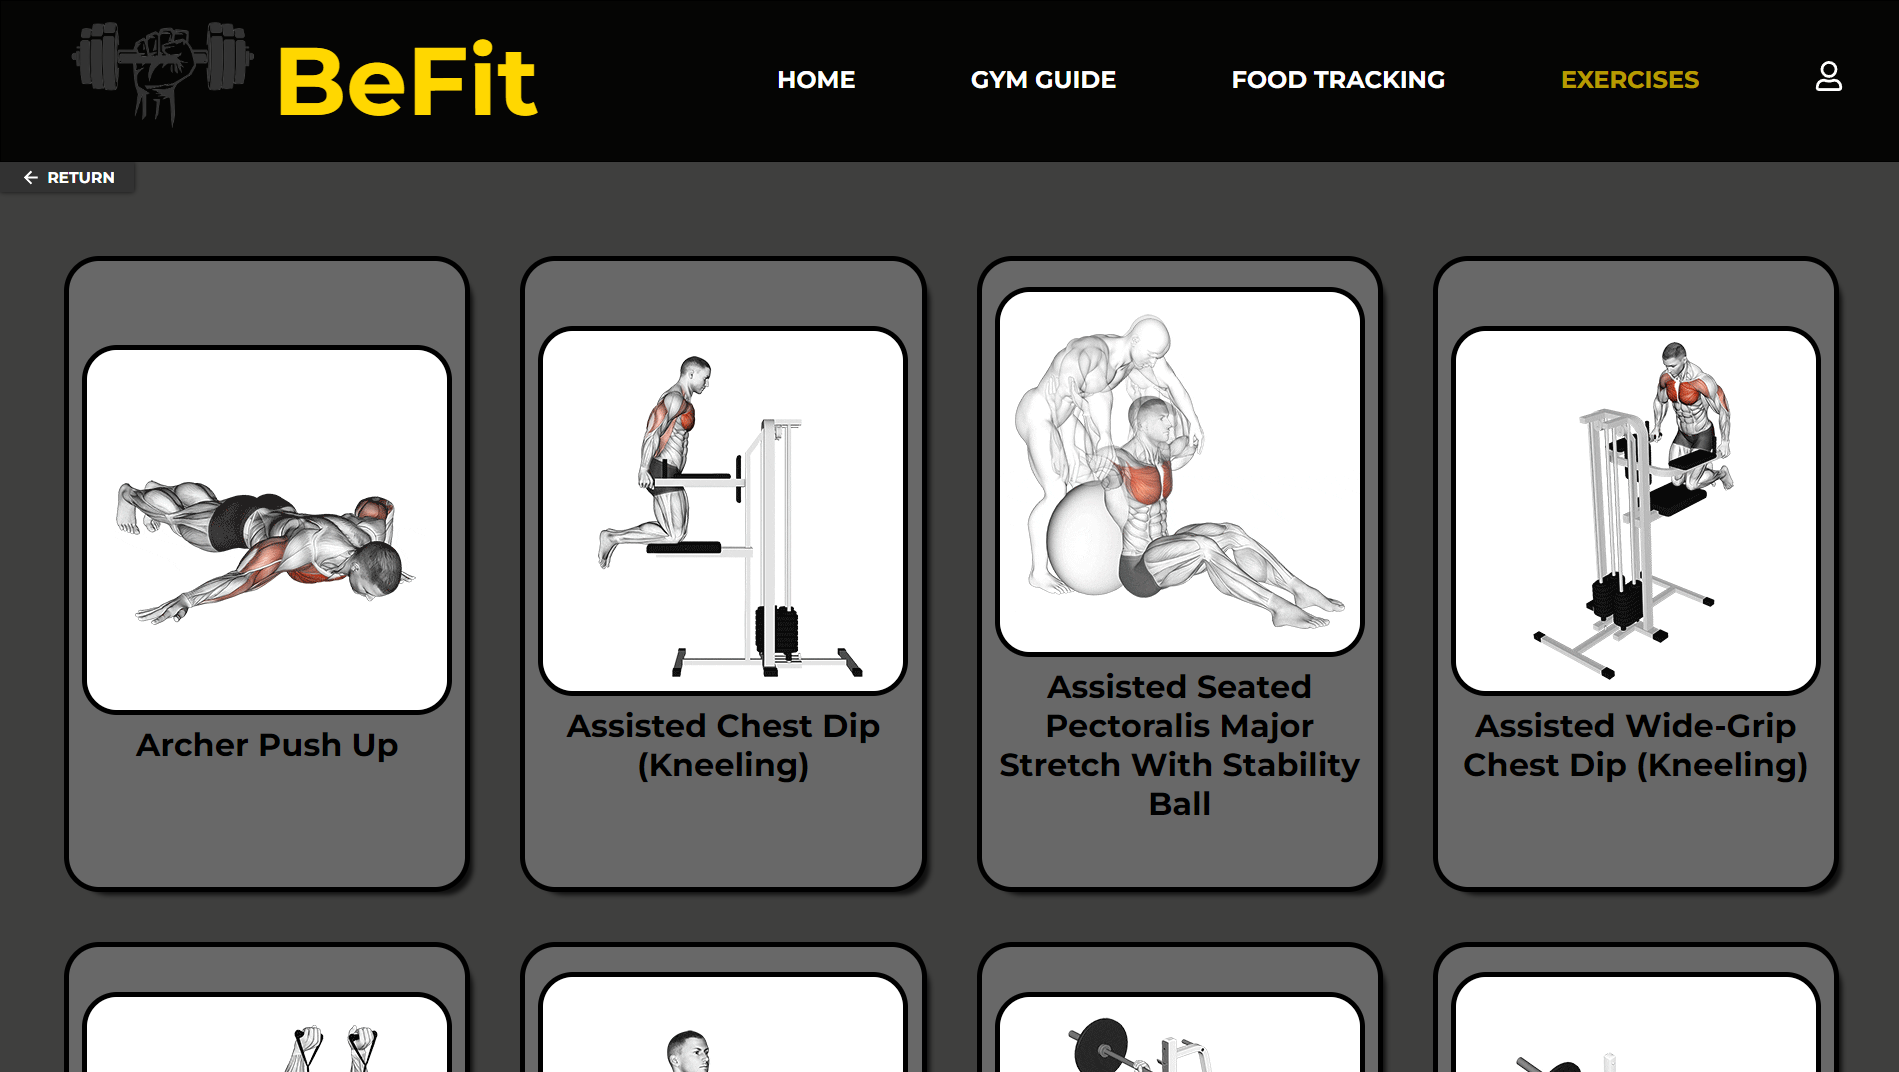 BeFit
HOME
GYM GUIDE
FOOD TRACKING
EXERCISES
RETURN
Archer Push Up
Assisted Chest Dip
(Kneeling)
Assisted Seated
Pectoralis Major
Stretch With Stability
Ball
Assisted Wide-Grip
Chest Dip (Kneeling)